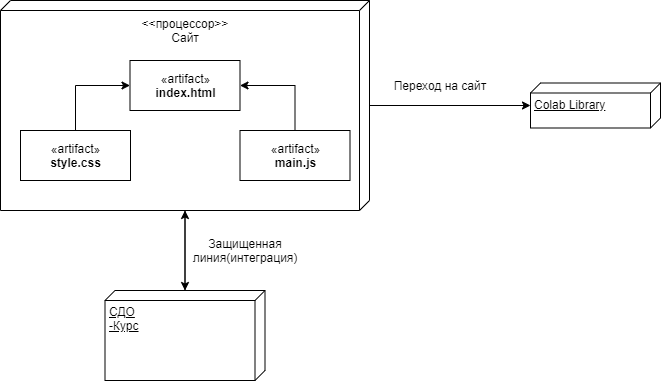 <<процессор>>
Сайт
«artifact»
index.html
«artifact»
style.css
«artifact»
main.js
Переход на сайт
Colab Library
Защищенная
линия(интеграция)
СДО
-Курс